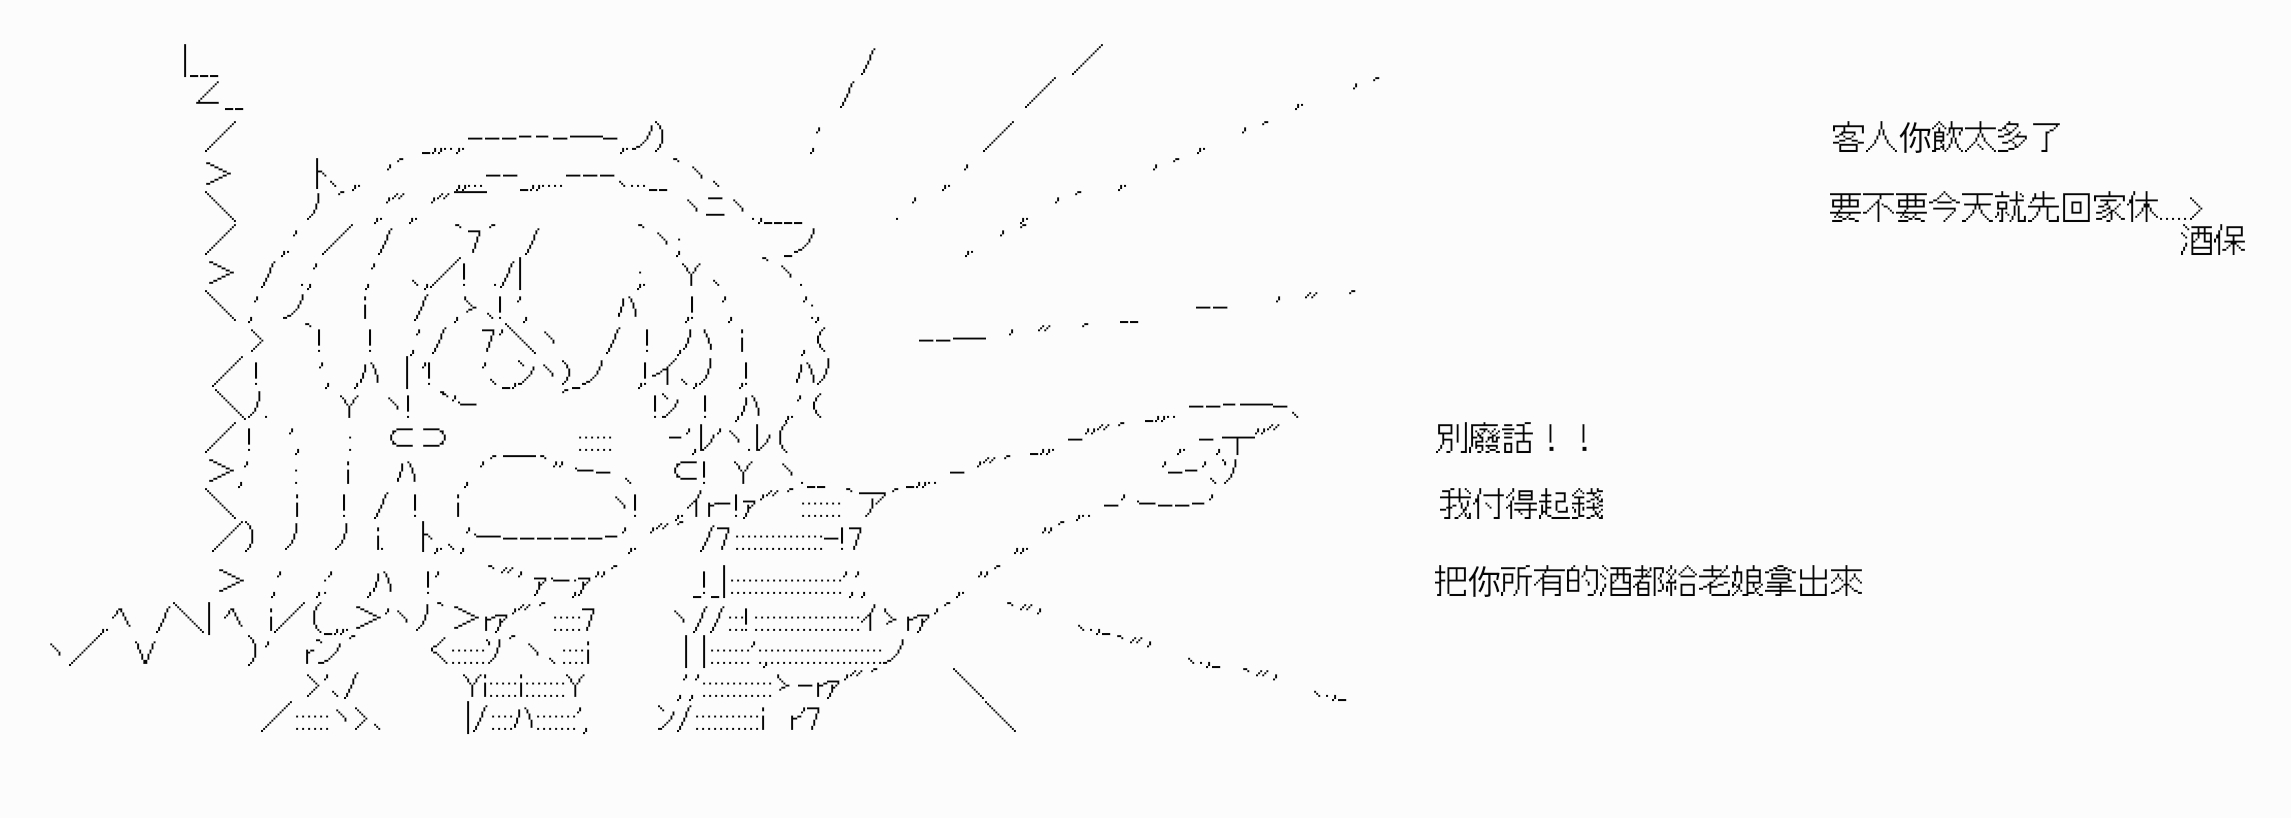 客人你飲太多了
要不要今天就先回家休.....>
酒保
別廢話！！
我付得起錢
把你所有的酒都給老娘拿出來